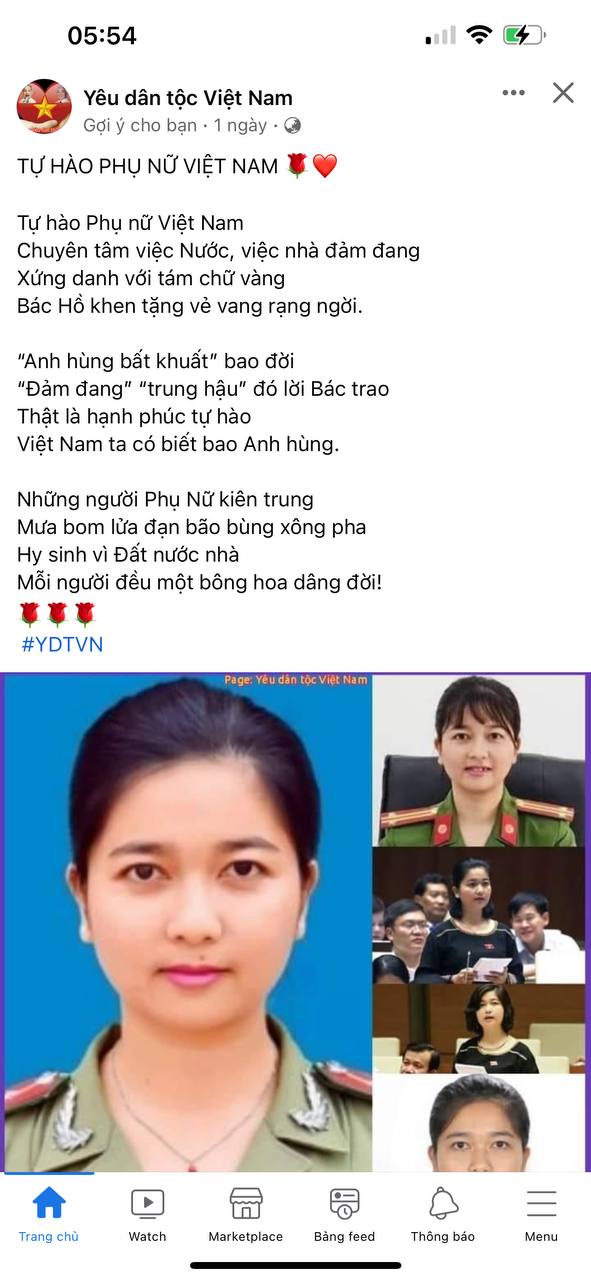 05:54
Yêu dân tộc Việt Nam
Gợi ý cho bạn · 1 ngày ·
TỰ HÀO PHỤ NỮ VIỆT NAM 🌹❤️
Tự hào Phụ nữ Việt Nam
Chuyên tâm việc Nước, việc nhà đảm đang
Xứng danh với tám chữ vàng
Bác Hồ khen tặng vẻ vang rạng ngời.
“Anh hùng bất khuất” bao đời
“Đảm đang” “trung hậu” đó lời Bác trao
Thật là hạnh phúc tự hào
Việt Nam ta có biết bao Anh hùng.
Những người Phụ Nữ kiên trung
Mưa bom lửa đạn bão bùng xông pha
Hy sinh vì Đất nước nhà
Mỗi người đều một bông hoa dâng đời!
🌹🌹🌹
#YDTVN
Page: Yêu dân tộc Việt Nam
Trang chủ
Watch
Marketplace
Bảng feed
Thông báo
Menu